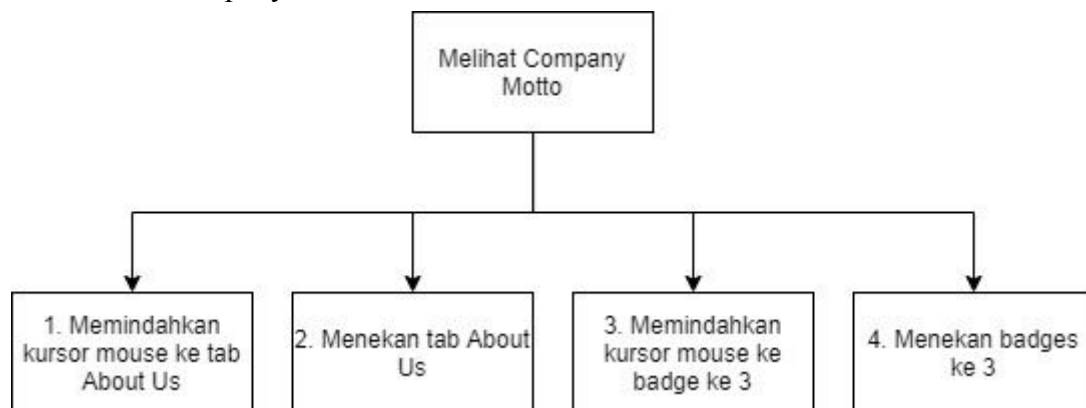 Melihat Company
Motto
1. Memindahkan
kursor mouse ke tab
About Us
2. Menekan tab About
Us
3. Memindahkan
kursor mouse ke
badge ke 3
4. Menekan badges
ke 3